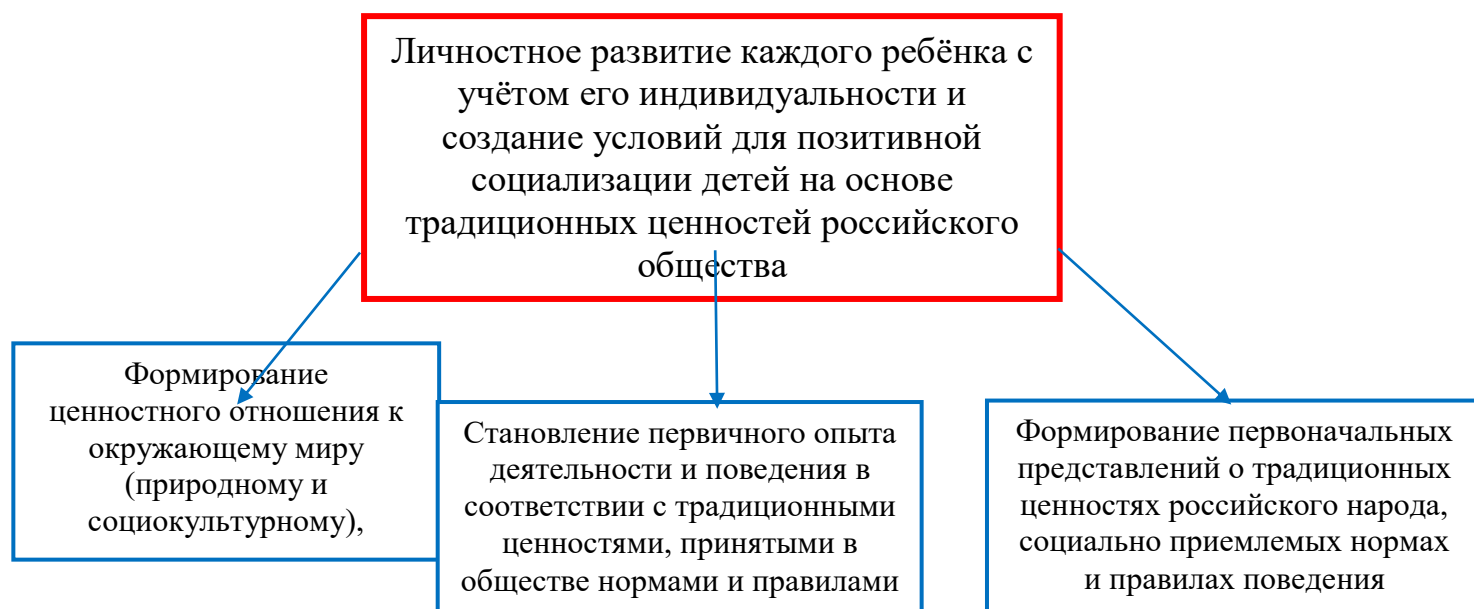 Личностное развитие каждого ребёнка с
учётом его индивидуальности и
создание условий для позитивной
социализации детей на основе
традиционных ценностей российского
общества
Формирование
ценностного отношения к
окружающему миру
(природному и
социокультурному),
Становление первичного опыта
деятельности и поведения в
соответствии с традиционными
ценностями, принятыми в
обществе нормами и правилами
Формирование первоначальных
представлений о традиционных
ценностях российского народа,
социально приемлемых нормах
и правилах поведения